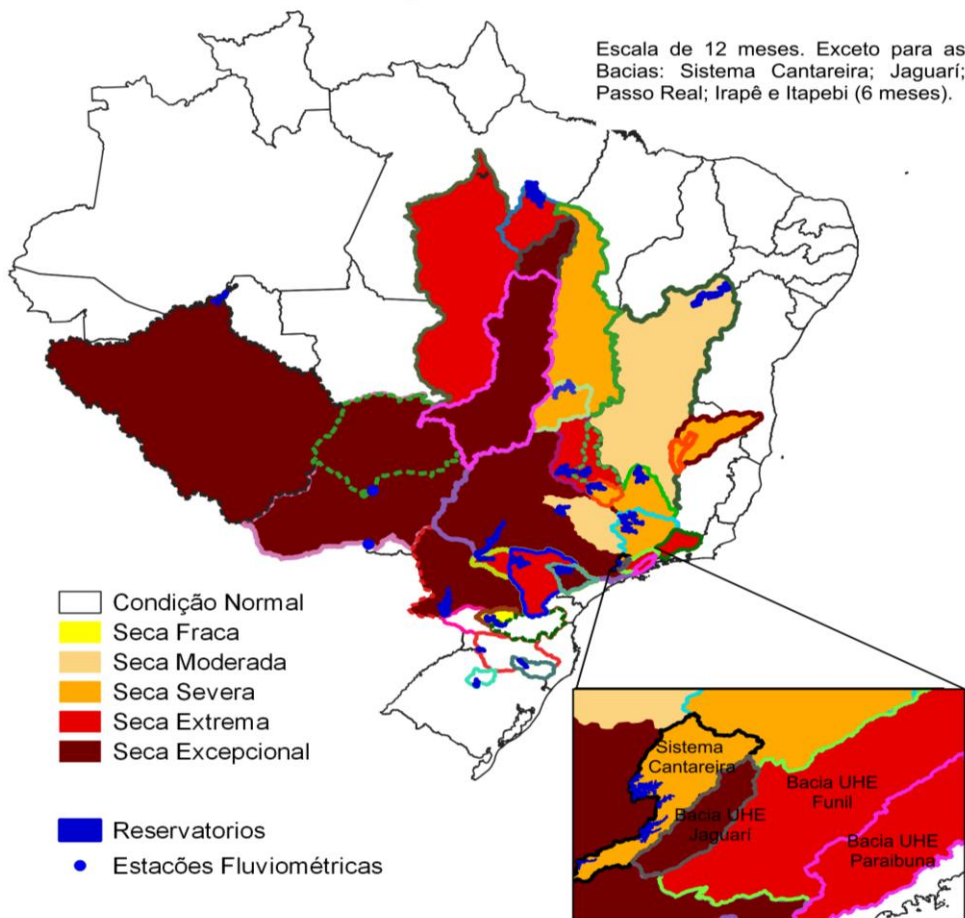 Escala de 12 meses. Exceto para as
Bacias: Sistema Cantareira; Jaguarí;
Passo Real; Irapê e Itapebi (6 meses).
Condição Normal
Seca Fraca
Seca Moderada
Seca Severa
Seca Extrema
Seca Excepcional
Reservatorios
Estacões Fluviométricas
Sistema
Cantareira
Bacia UHE
Funil
Bacia UHE
Jaguarí
Bacia UHE
Paraibuna